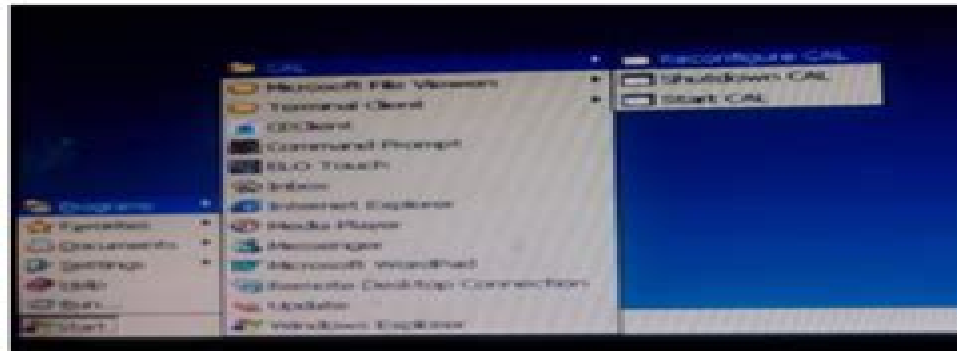 CAL
Microsoft File Viewers
Terminal Client
Command Prompt
ELO Touch
Inbox
Internet Explorer
Media Player
Messenger
Microsoft WordPad
Remote Desktop Connection
Update
Windows Explorer
Reconfigure CAL
Shutdown CAL
Start CAL
Programs
Favorites
Documents
Settings
Help
Run...
Start